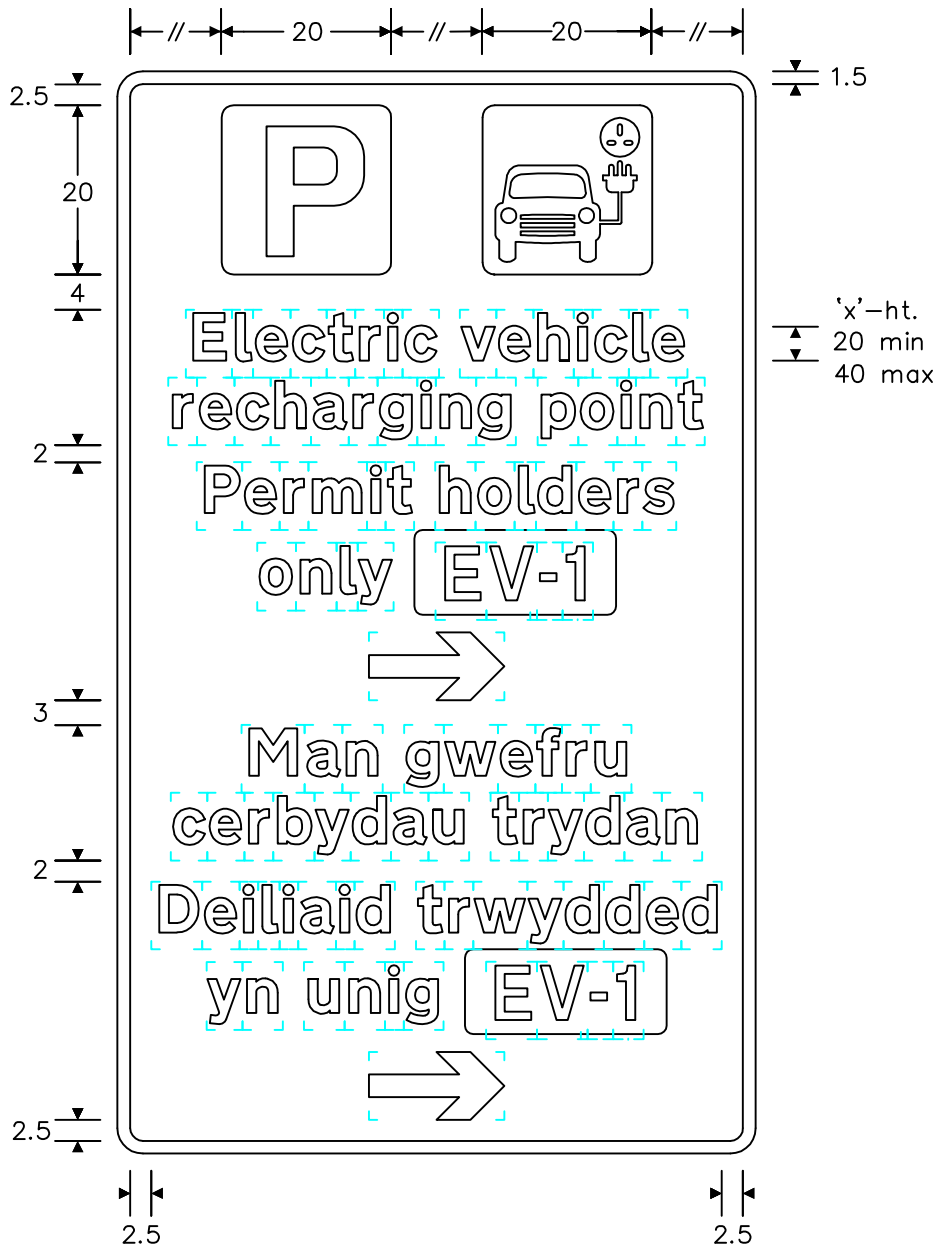 // 20 // 20 //
2.5
1.5
P
20
4
'x'-ht.
20 min
40 max
Electric vehicle
recharging point
2
Permit holders
only EV-1
3
Man gwefru
cerbydau trydan
2
Deiliaid trwydded
yn unig EV-1
2.5
2.5 2.5